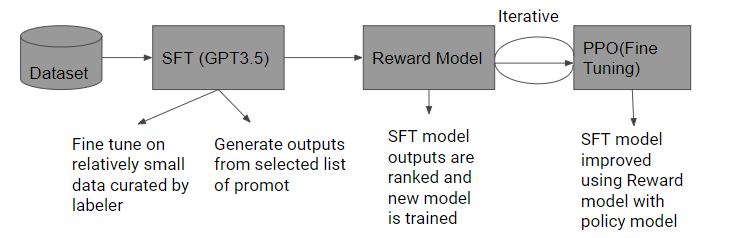 Iterative
Dataset
SFT (GPT3.5)
Reward Model
PPO(Fine
Tuning)
Fine tune on
relatively small
data curated by
labeler
Generate outputs
from selected list
of promot
SFT model
outputs are
ranked and
new model
is trained
SFT model
improved
using Reward
model with
policy model